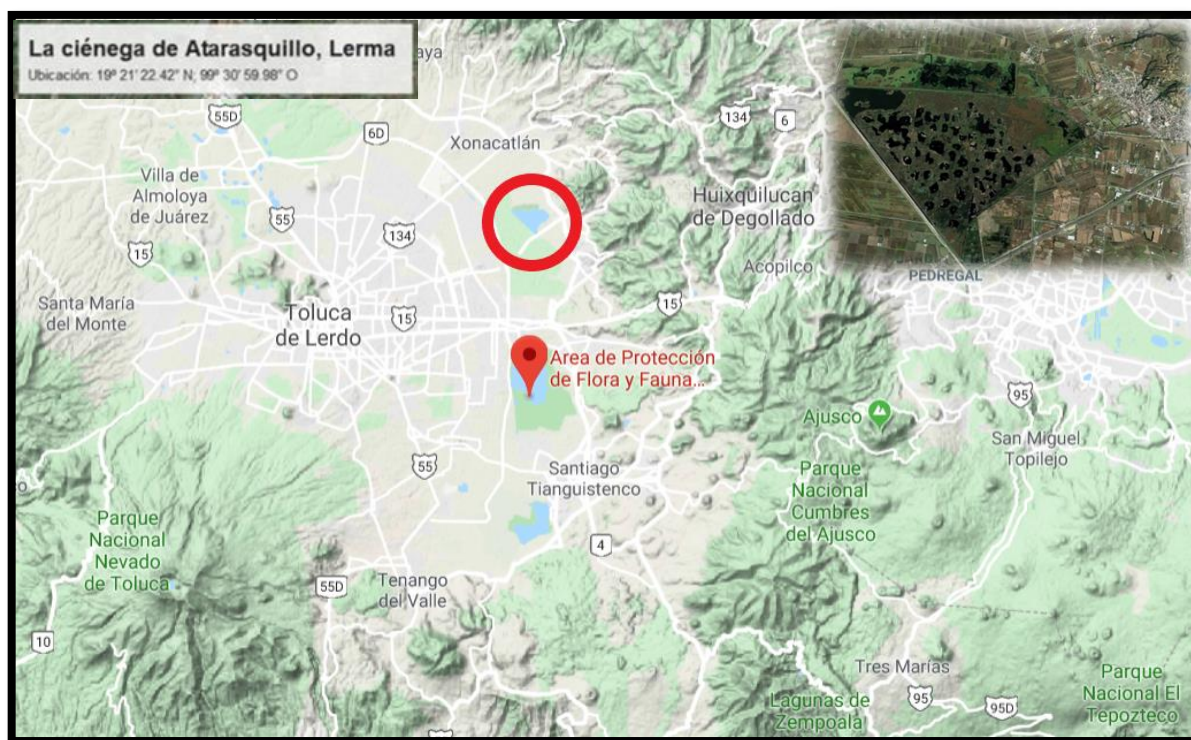 La ciénega de Atarasquillo, Lerma
Ubicación: 19º 21' 22.42" N; 99º 30' 59.98" O
aya
55D
6D
134
6
Xonacatlán
Villa de
Almoloya
de Juárez
55
134
Huixquilucan
de Degollado
15
Acopilco
PEDREGAL
Santa María
del Monte
Toluca
de Lerdo
15
15
Area de Protección
de Flora y Fauna...
95
Ajusco
San Miguel
Topilejo
55
Santiago
Tianguistenco
Parque
Nacional
Cumbres
del Ajusco
co
Parque
Nacional
Nevado
de Toluca
4
55D
Tenango
del Valle
10
Tres Marías
Parque
Nacional El
Tepozteco
Lagunas de
Zempoala
95
95D